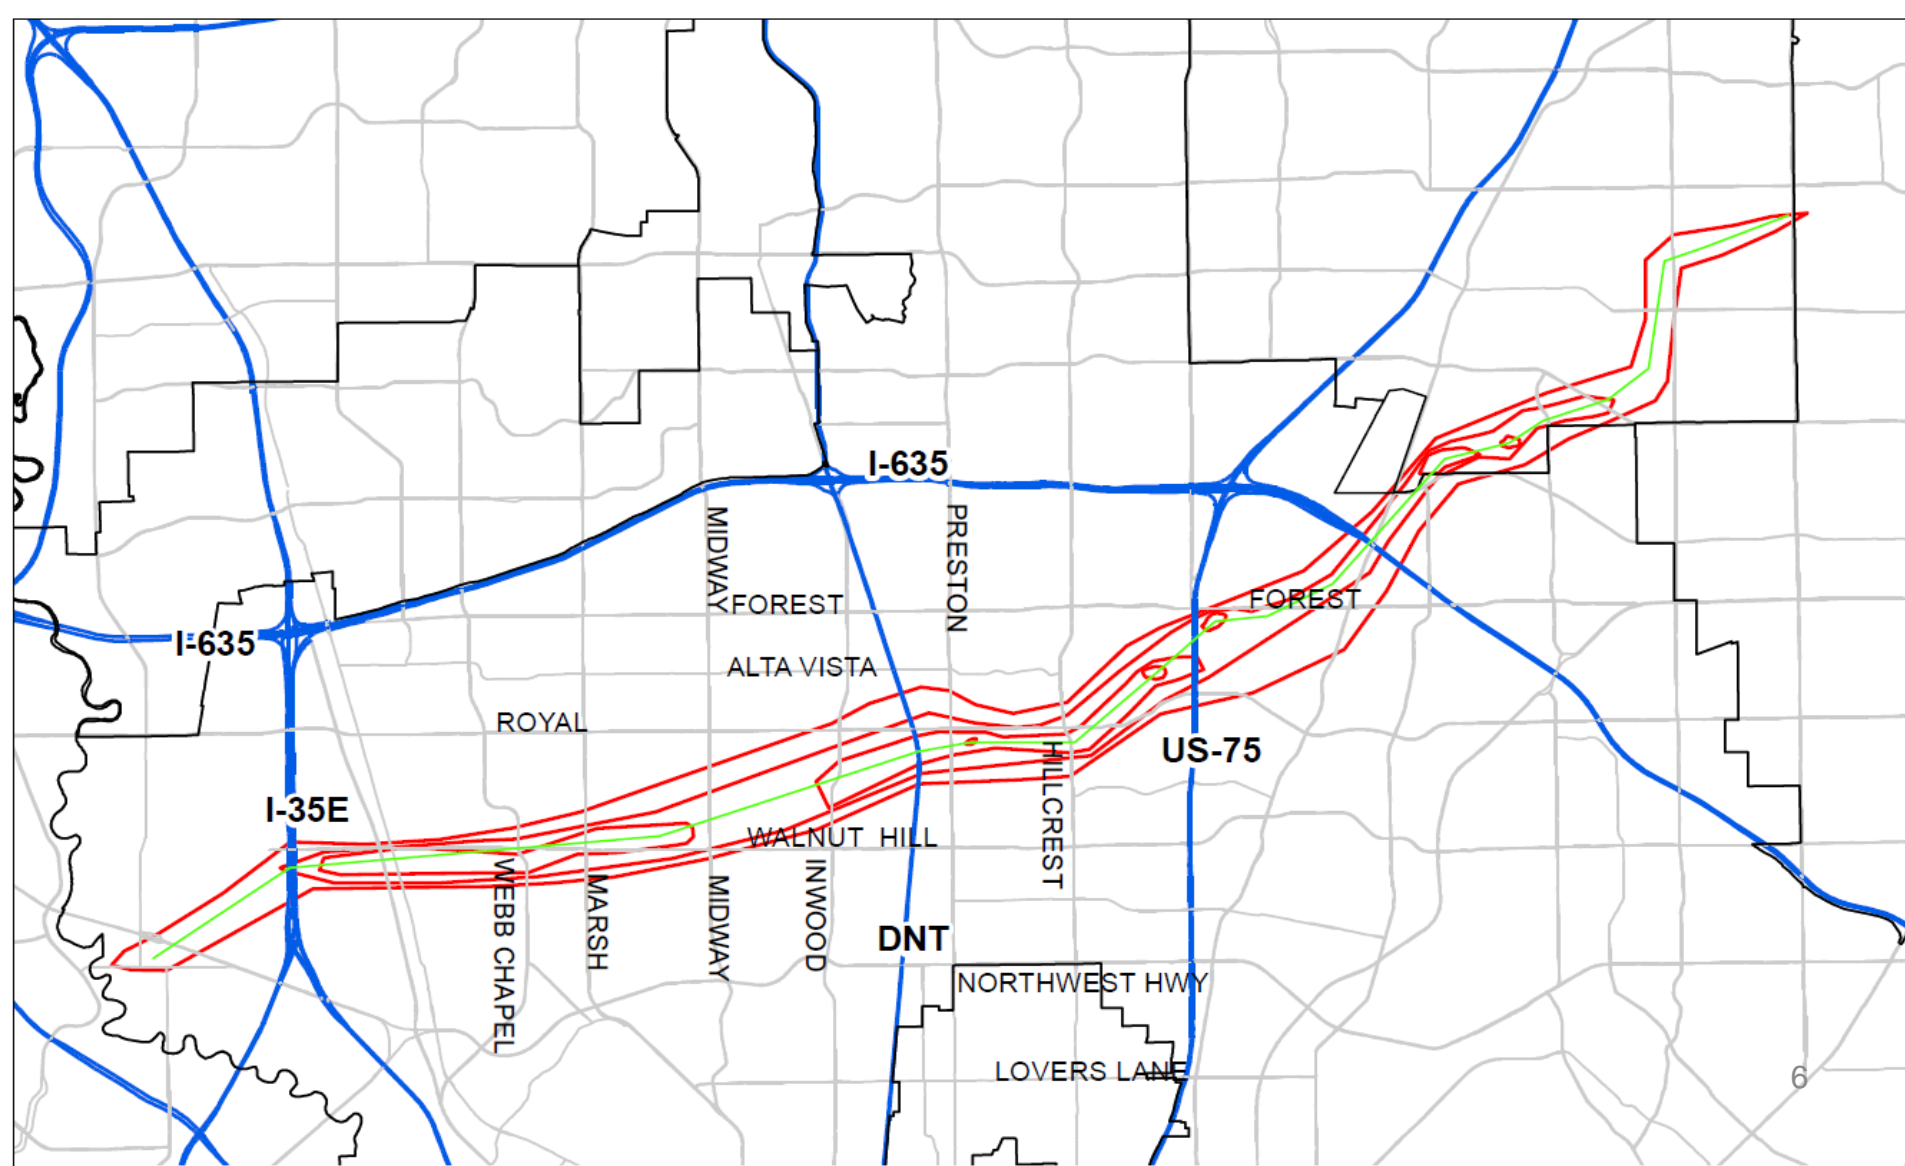 I-635
MIDWAY
PRESTON
FOREST
FOREST
I-635
ALTA VISTA
ROYAL
HILLCREST
US-75
I-35E
WALNUT HILL
WEBB CHAPEL
MARSH
MIDWAY
INWOOD
DNT
NORTHWEST HWY
LOVERS LANE
6